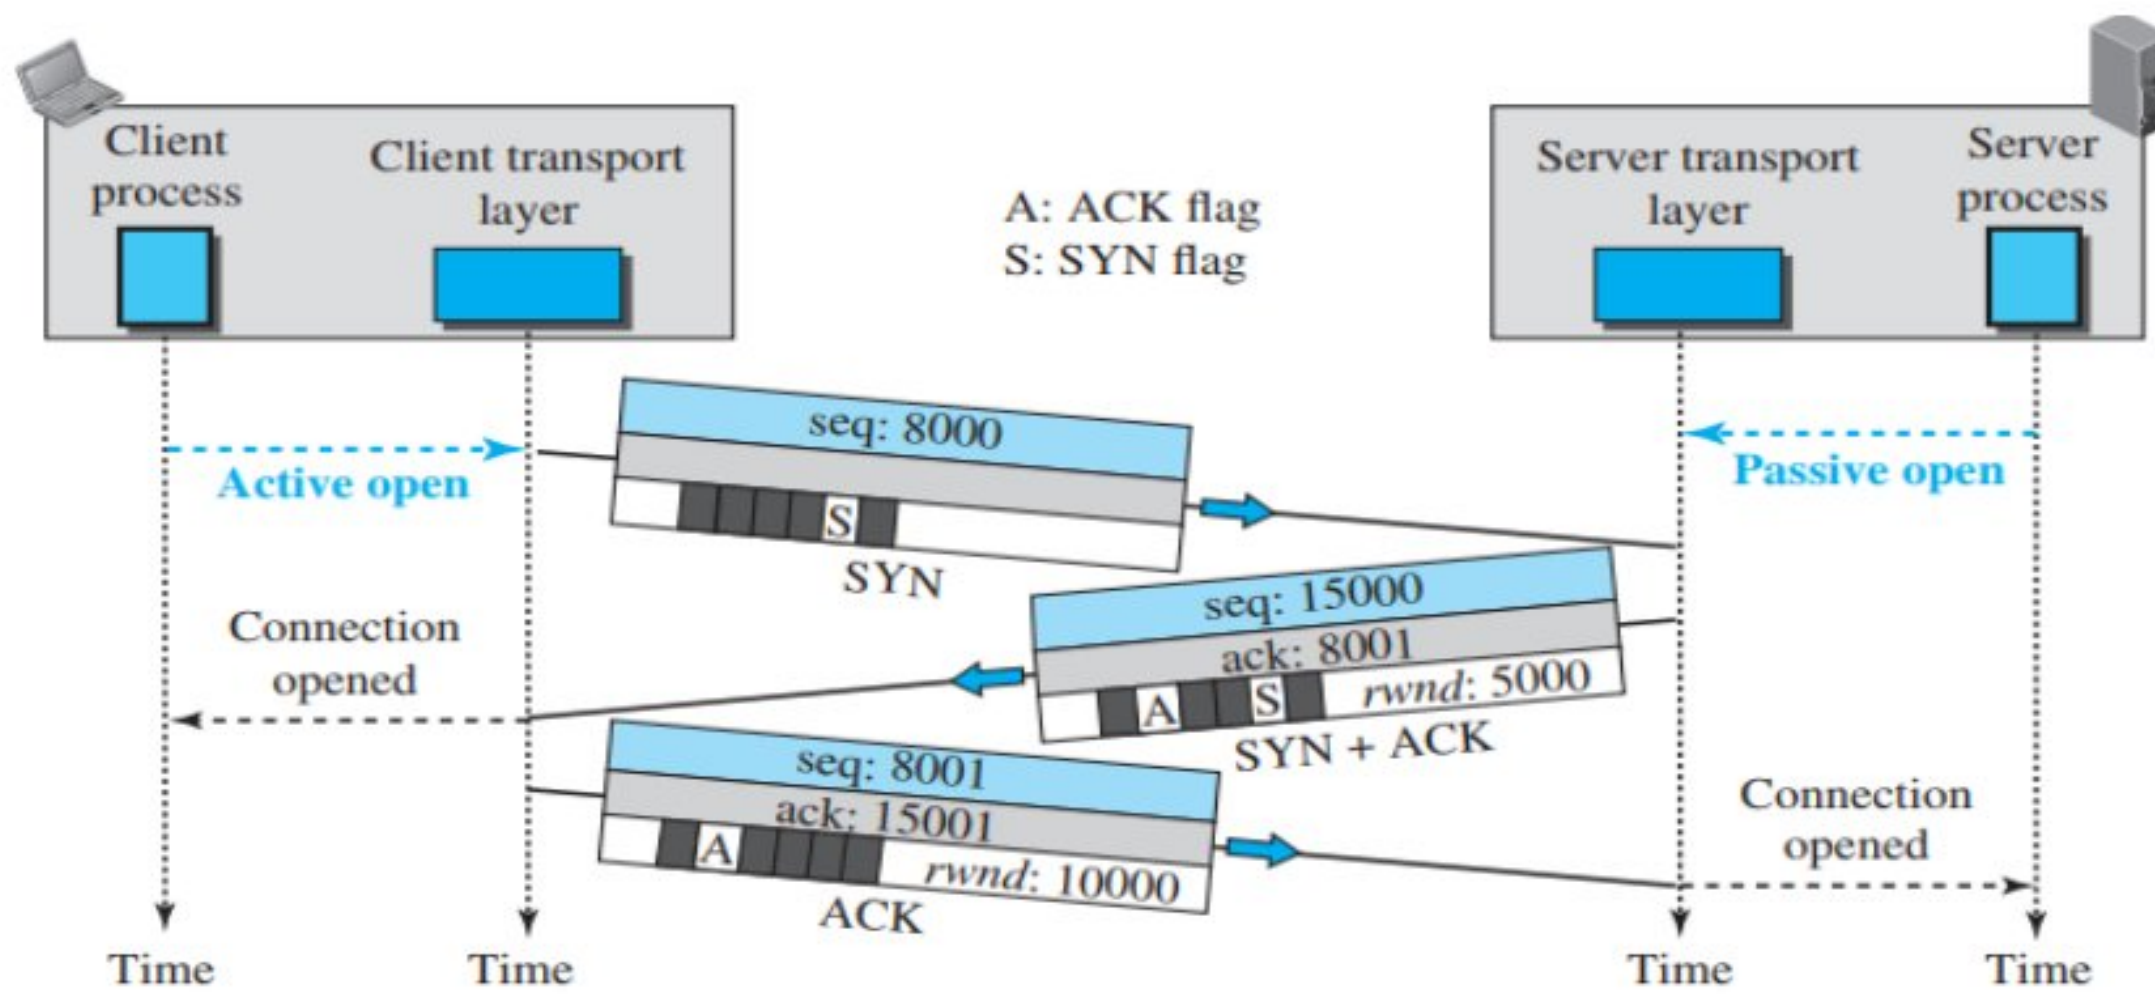 Client
process
Client transport
layer
A: ACK flag
S: SYN flag
Server transport
layer
Server
process
Active open
seq: 8000
S
SYN
Passive open
Connection
opened
seq: 15000
ack: 8001
A S rwnd: 5000
SYN + ACK
seq: 8001
ack: 15001
A rwnd: 10000
ACK
Connection
opened
Time
Time
Time
Time